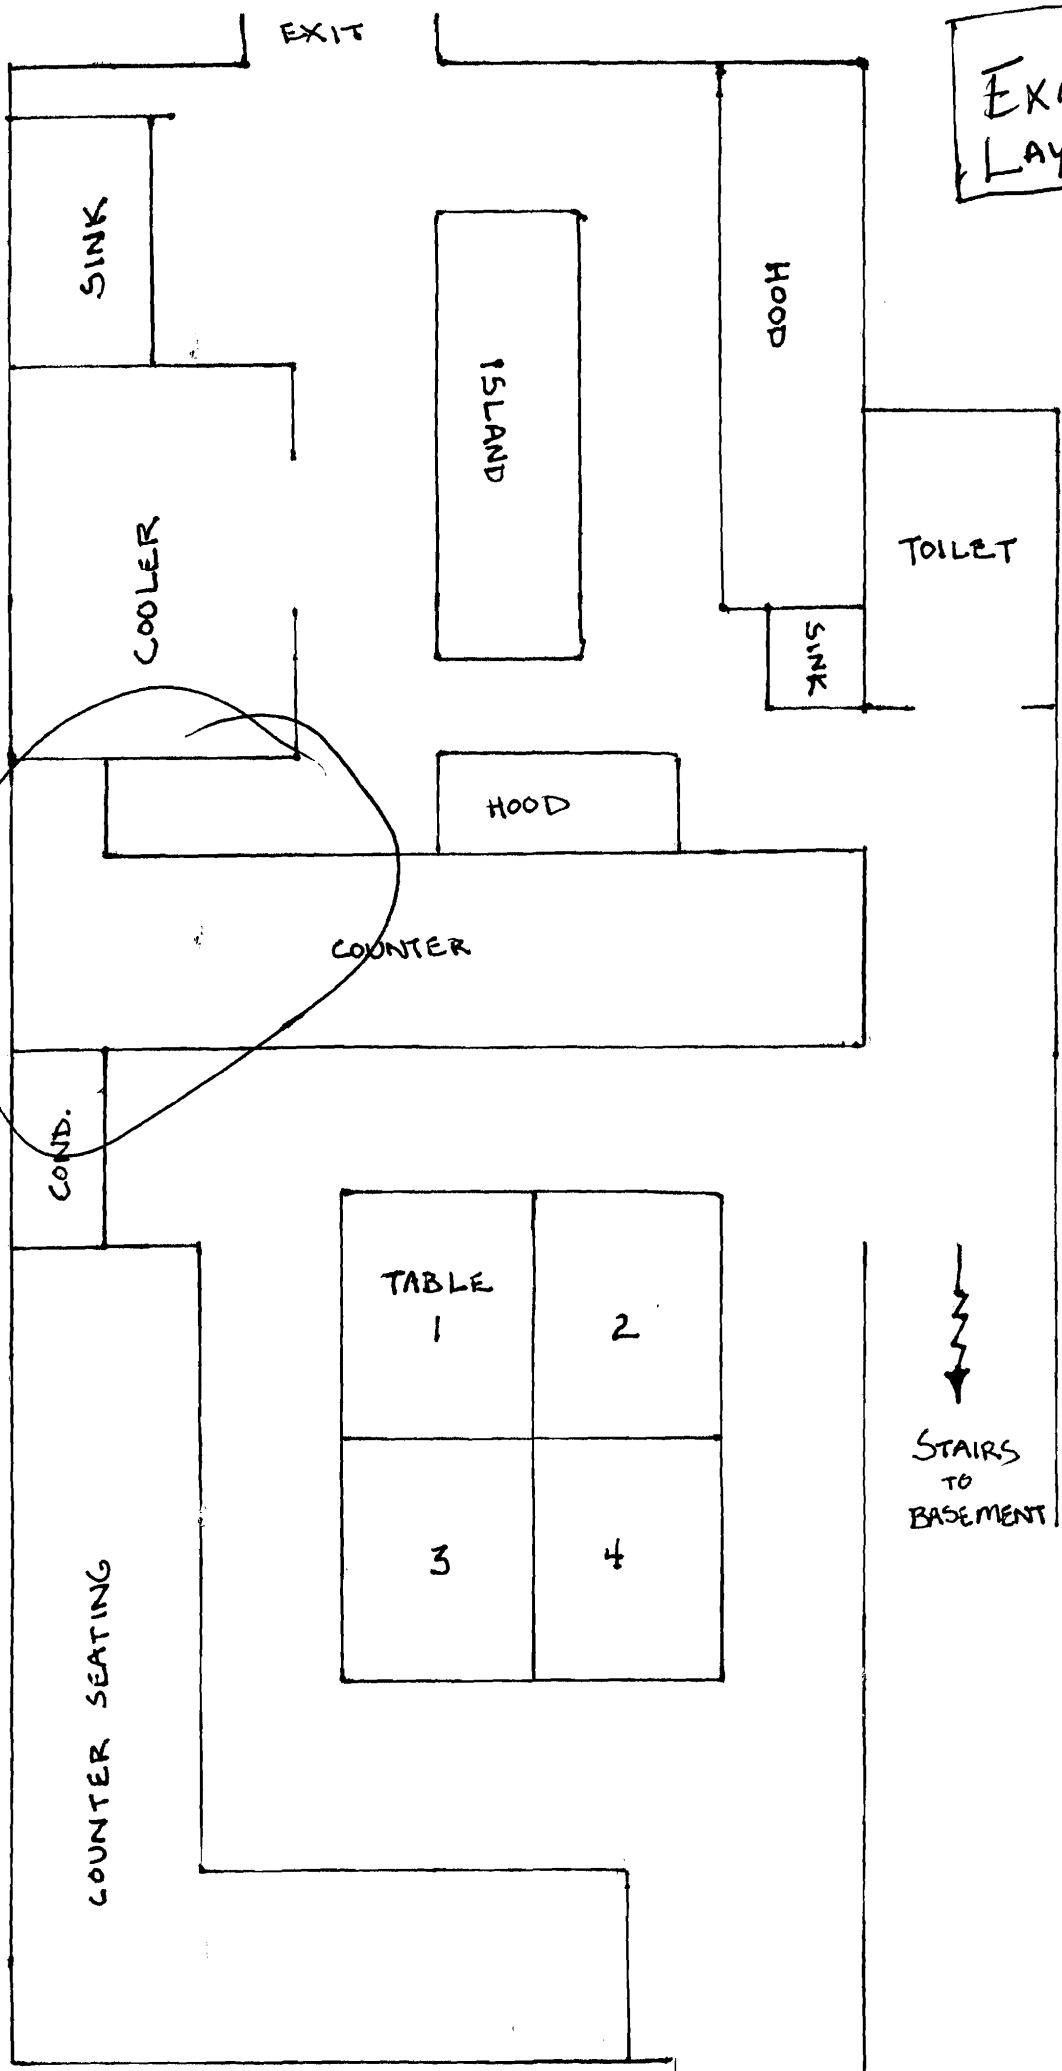 EXIT
SINK
HOOD
ISLAND
COOLER
TOILET
SINK
HOOD
COUNTER
COND.
TABLE
1
2
STAIRS
TO
BASEMENT
3
4
COUNTER SEATING